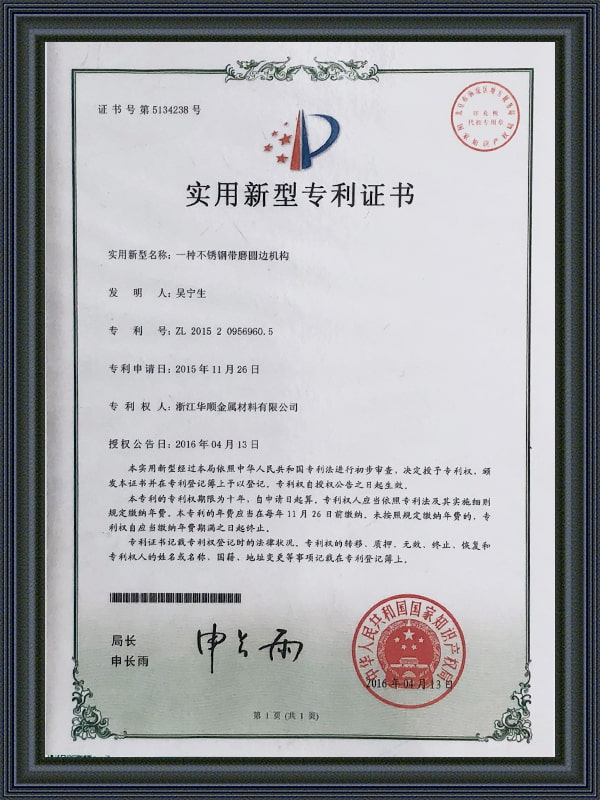 证书号第5134238号
实用新型专利证书
实用新型名称：一种不锈钢带磨圆边机构
发 明 人：吴宁生
专 利 号：ZL 2015 2 0956960.5
专利申请日：2015年11月26日
专 利 权 人：浙江华顺金属材料有限公司
授权公告日：2016年04月13日
本实用新型经过本局依照中华人民共和国专利法进行初步审查，决定授予专利权，颁
发本证书并在专利登记簿上予以登记。专利权自授权公告之日起生效。
本专利的专利权期限为十年，自申请日起算。专利权人应当依照专利法及其实施细则
规定缴纳年费。本专利的年费应当在每年11月26日前缴纳。未按照规定缴纳年费的，专
利权自应当缴纳年费期满之日起终止。
专利证书记载专利权登记时的法律状况。专利权的转移、质押、无效、终止、恢复和
专利权人的姓名或名称、国籍、地址变更等事项记载在专利登记簿上。
局长
申长雨
申长雨
中华人民共和国国家知识产权局
2016年04月13日
第1页（共1页）